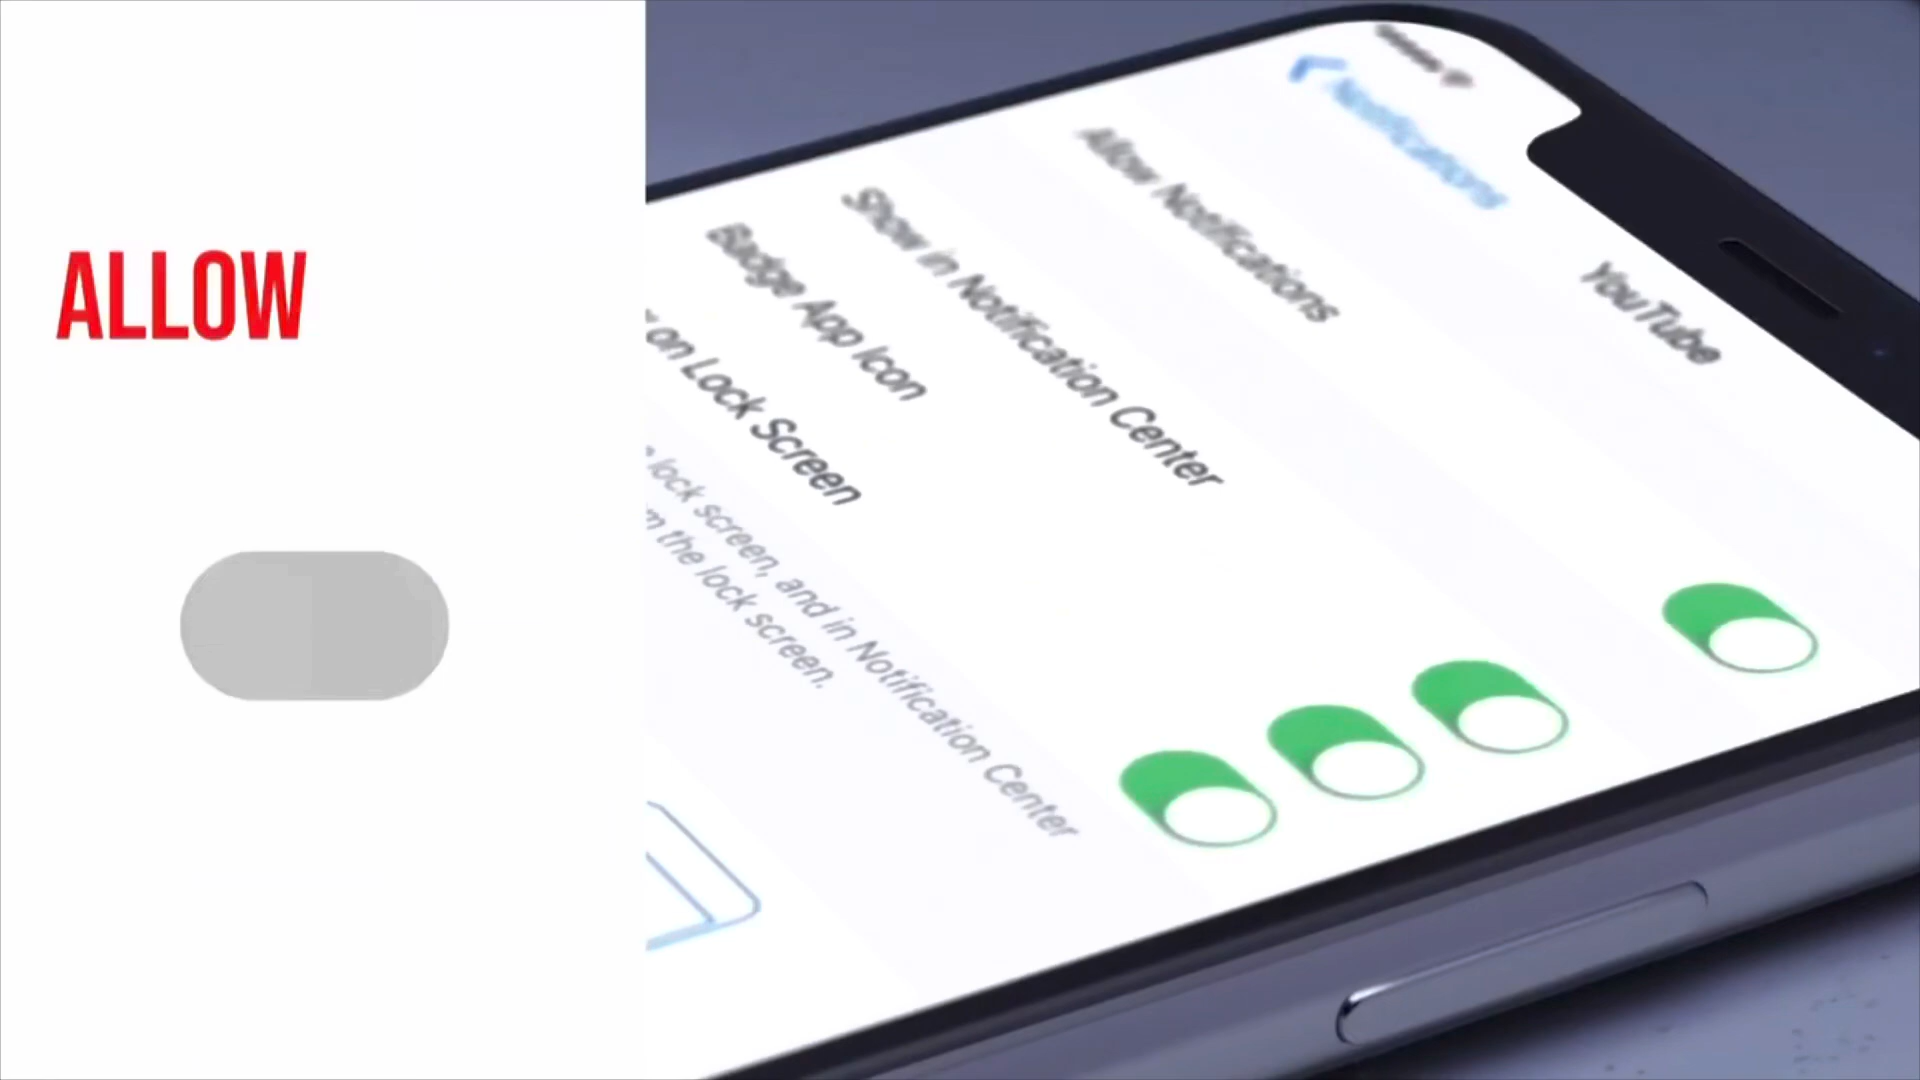 ALLOW
Notifications
YouTube
Allow Notifications
Show in Notification Center
Badge App Icon
on Lock Screen
lock screen, and in Notification Center
the lock screen.